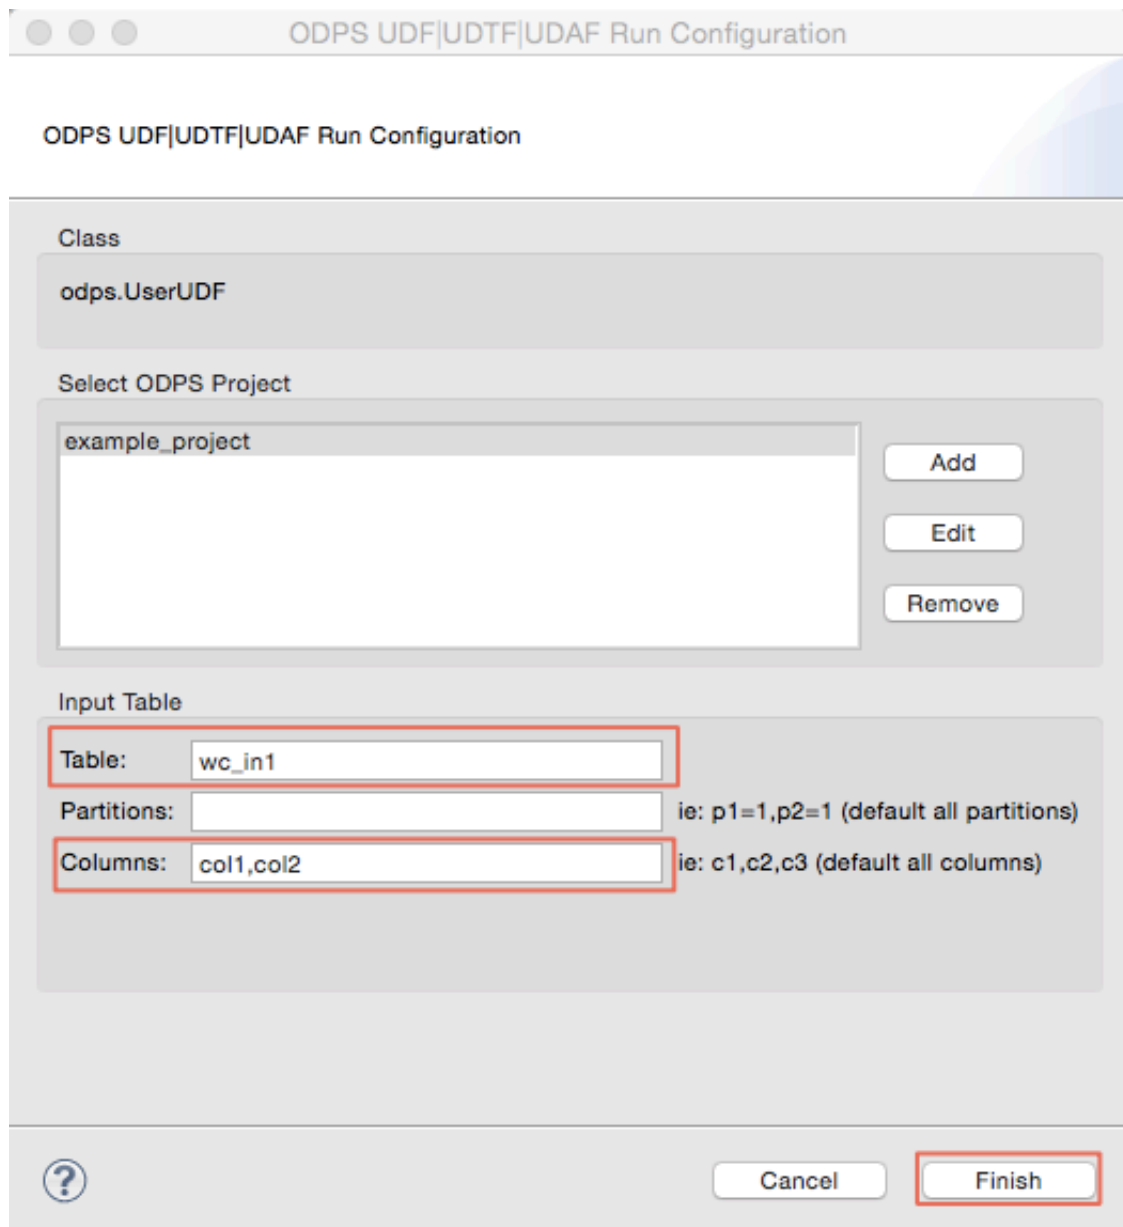 ODPS UDF|UDTF|UDAF Run Configuration
ODPS UDF|UDTF|UDAF Run Configuration
Class
odps.UserUDF
Select ODPS Project
example_project
Add
Edit
Remove
Input Table
Table: wc_in1
Partitions: ie: p1=1,p2=1 (default all partitions)
Columns: col1,col2 ie: c1,c2,c3 (default all columns)
? Cancel Finish